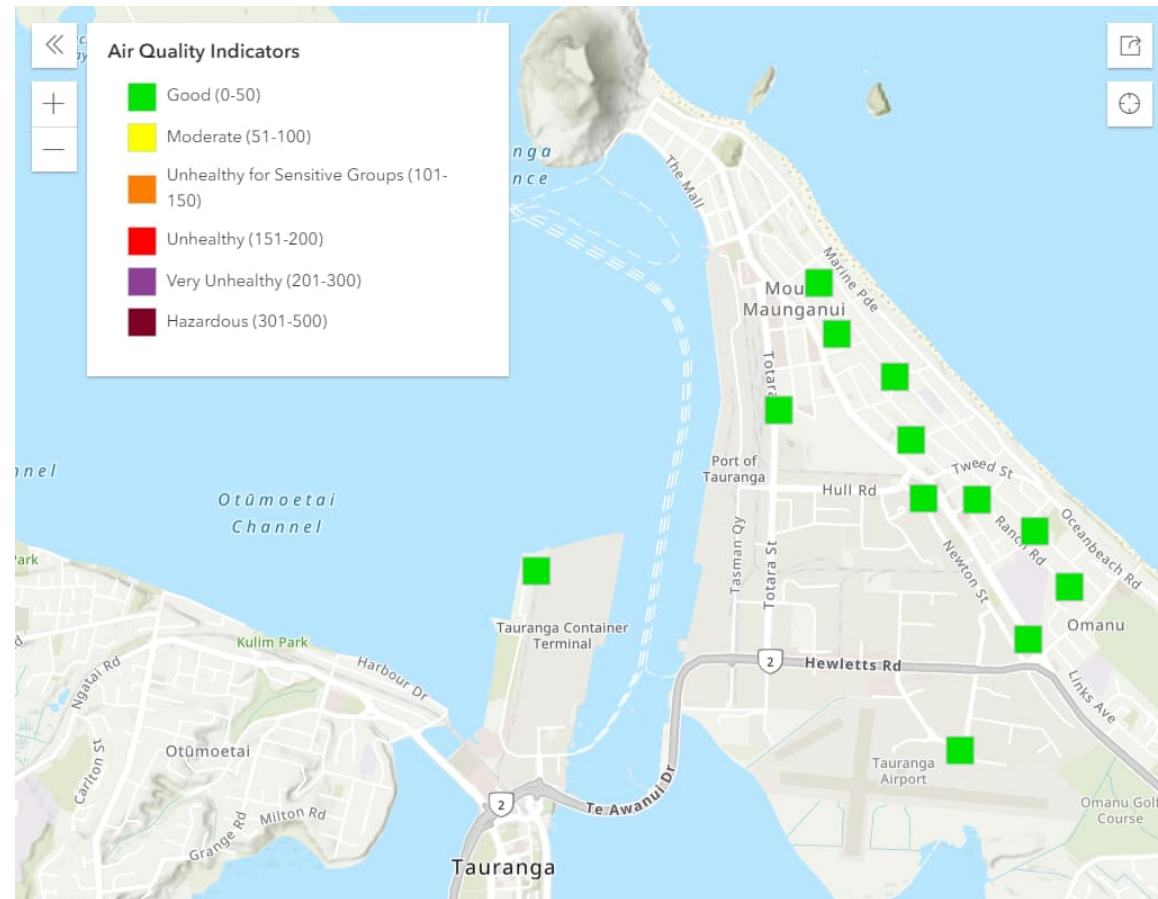 Air Quality Indicators
Good (0-50)
Moderate (51-100)
Unhealthy for Sensitive Groups (101-
150)
Unhealthy (151-200)
Very Unhealthy (201-300)
Hazardous (301-500)
The Mall
Marine Pde
Maunganui
Totara
Port of
Tauranga
Hull Rd
Tweed St
Ranch Rd
Oceanbeach Rd
Tasman Qy
Totara St
Newton St
Otūmoetai
Channel
Tauranga Container
Terminal
Omanu
2
Hewletts Rd
Links Ave
Kulim Park
Harbour Dr
Ngatai Rd
Carlton St
Otūmoetai
Grange Rd
Milton Rd
2
Te Awanui Dr
Tauranga
Airport
Omanu Golf
Course
Tauranga